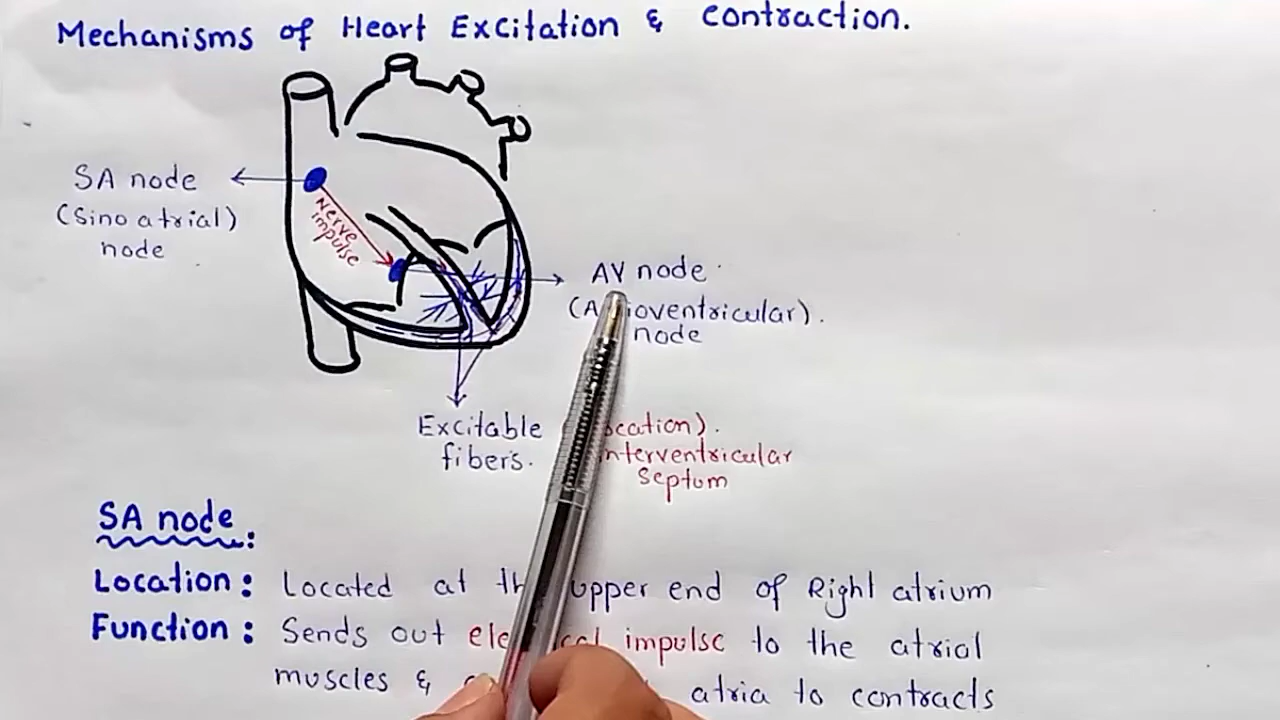 Mechanisms of Heart Excitation & contraction.
SA node
(Sino atrial)
node
Nerve
impulse
AV node
node
Excitable
fibers.
Septum
SA node :
Location : Located at upper end of Right atrium
Function : Sends out impulse to the atrial
muscles & atria to contracts